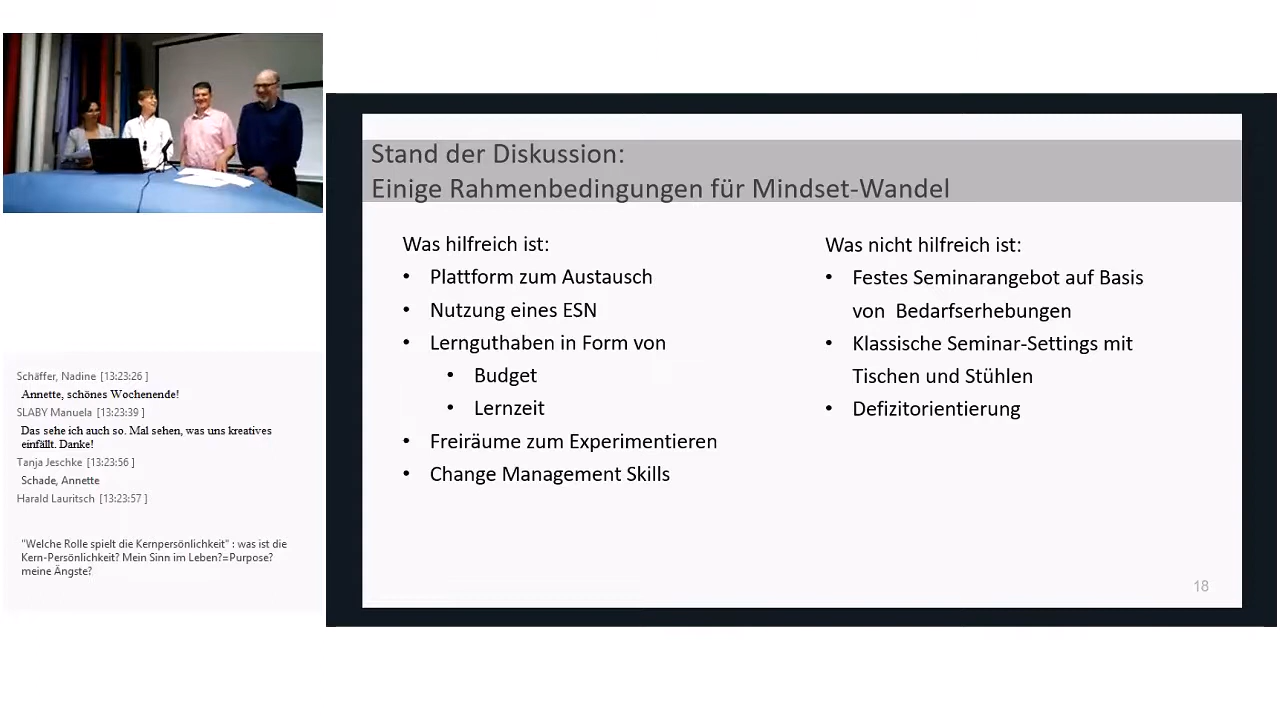 Stand der Diskussion:
Einige Rahmenbedingungen für Mindset-Wandel
Was hilfreich ist:
• Plattform zum Austausch
• Nutzung eines ESN
• Lernguthaben in Form von
• Budget
• Lernzeit
• Freiräume zum Experimentieren
• Change Management Skills
Was nicht hilfreich ist:
• Festes Seminarangebot auf Basis
von Bedarfserhebungen
• Klassische Seminar-Settings mit
Tischen und Stühlen
• Defizitorientierung
18
Schäffer, Nadine [13:23:26 ]
Annette, schönes Wochenende!
SLABY Manuela [13:23:39 ]
Das sehe ich auch so. Mal sehen, was uns kreatives
einfällt. Danke!
Tanja Jeschke [13:23:56 ]
Schade, Annette
Harald Lauritsch [13:23:57 ]
"Welche Rolle spielt die Kernpersönlichkeit" : was ist die
Kern-Persönlichkeit? Mein Sinn im Leben?=Purpose?
meine Ängste?